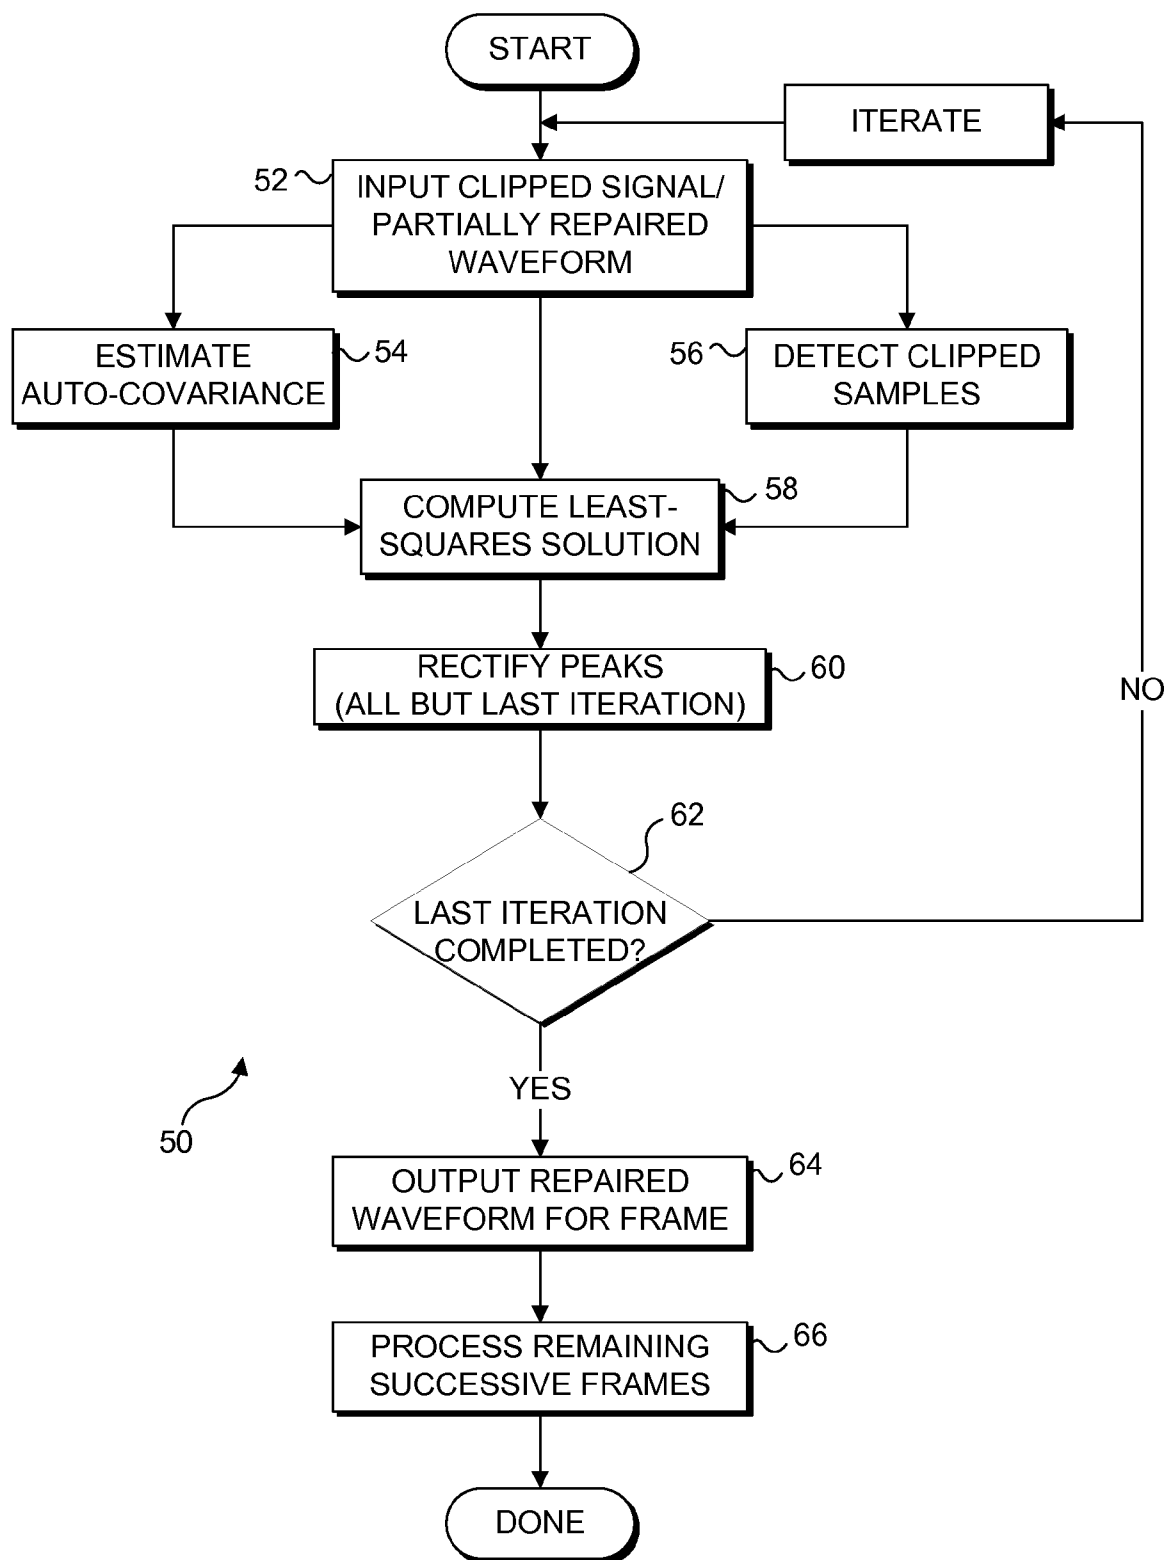 START
ITERATE
52
INPUT CLIPPED SIGNAL/
PARTIALLY REPAIRED
WAVEFORM
ESTIMATE
AUTO-COVARIANCE
54
56
DETECT CLIPPED
SAMPLES
COMPUTE LEAST-
SQUARES SOLUTION
58
RECTIFY PEAKS
(ALL BUT LAST ITERATION)
60
NO
62
LAST ITERATION
COMPLETED?
YES
50
OUTPUT REPAIRED
WAVEFORM FOR FRAME
64
PROCESS REMAINING
SUCCESSIVE FRAMES
66
DONE